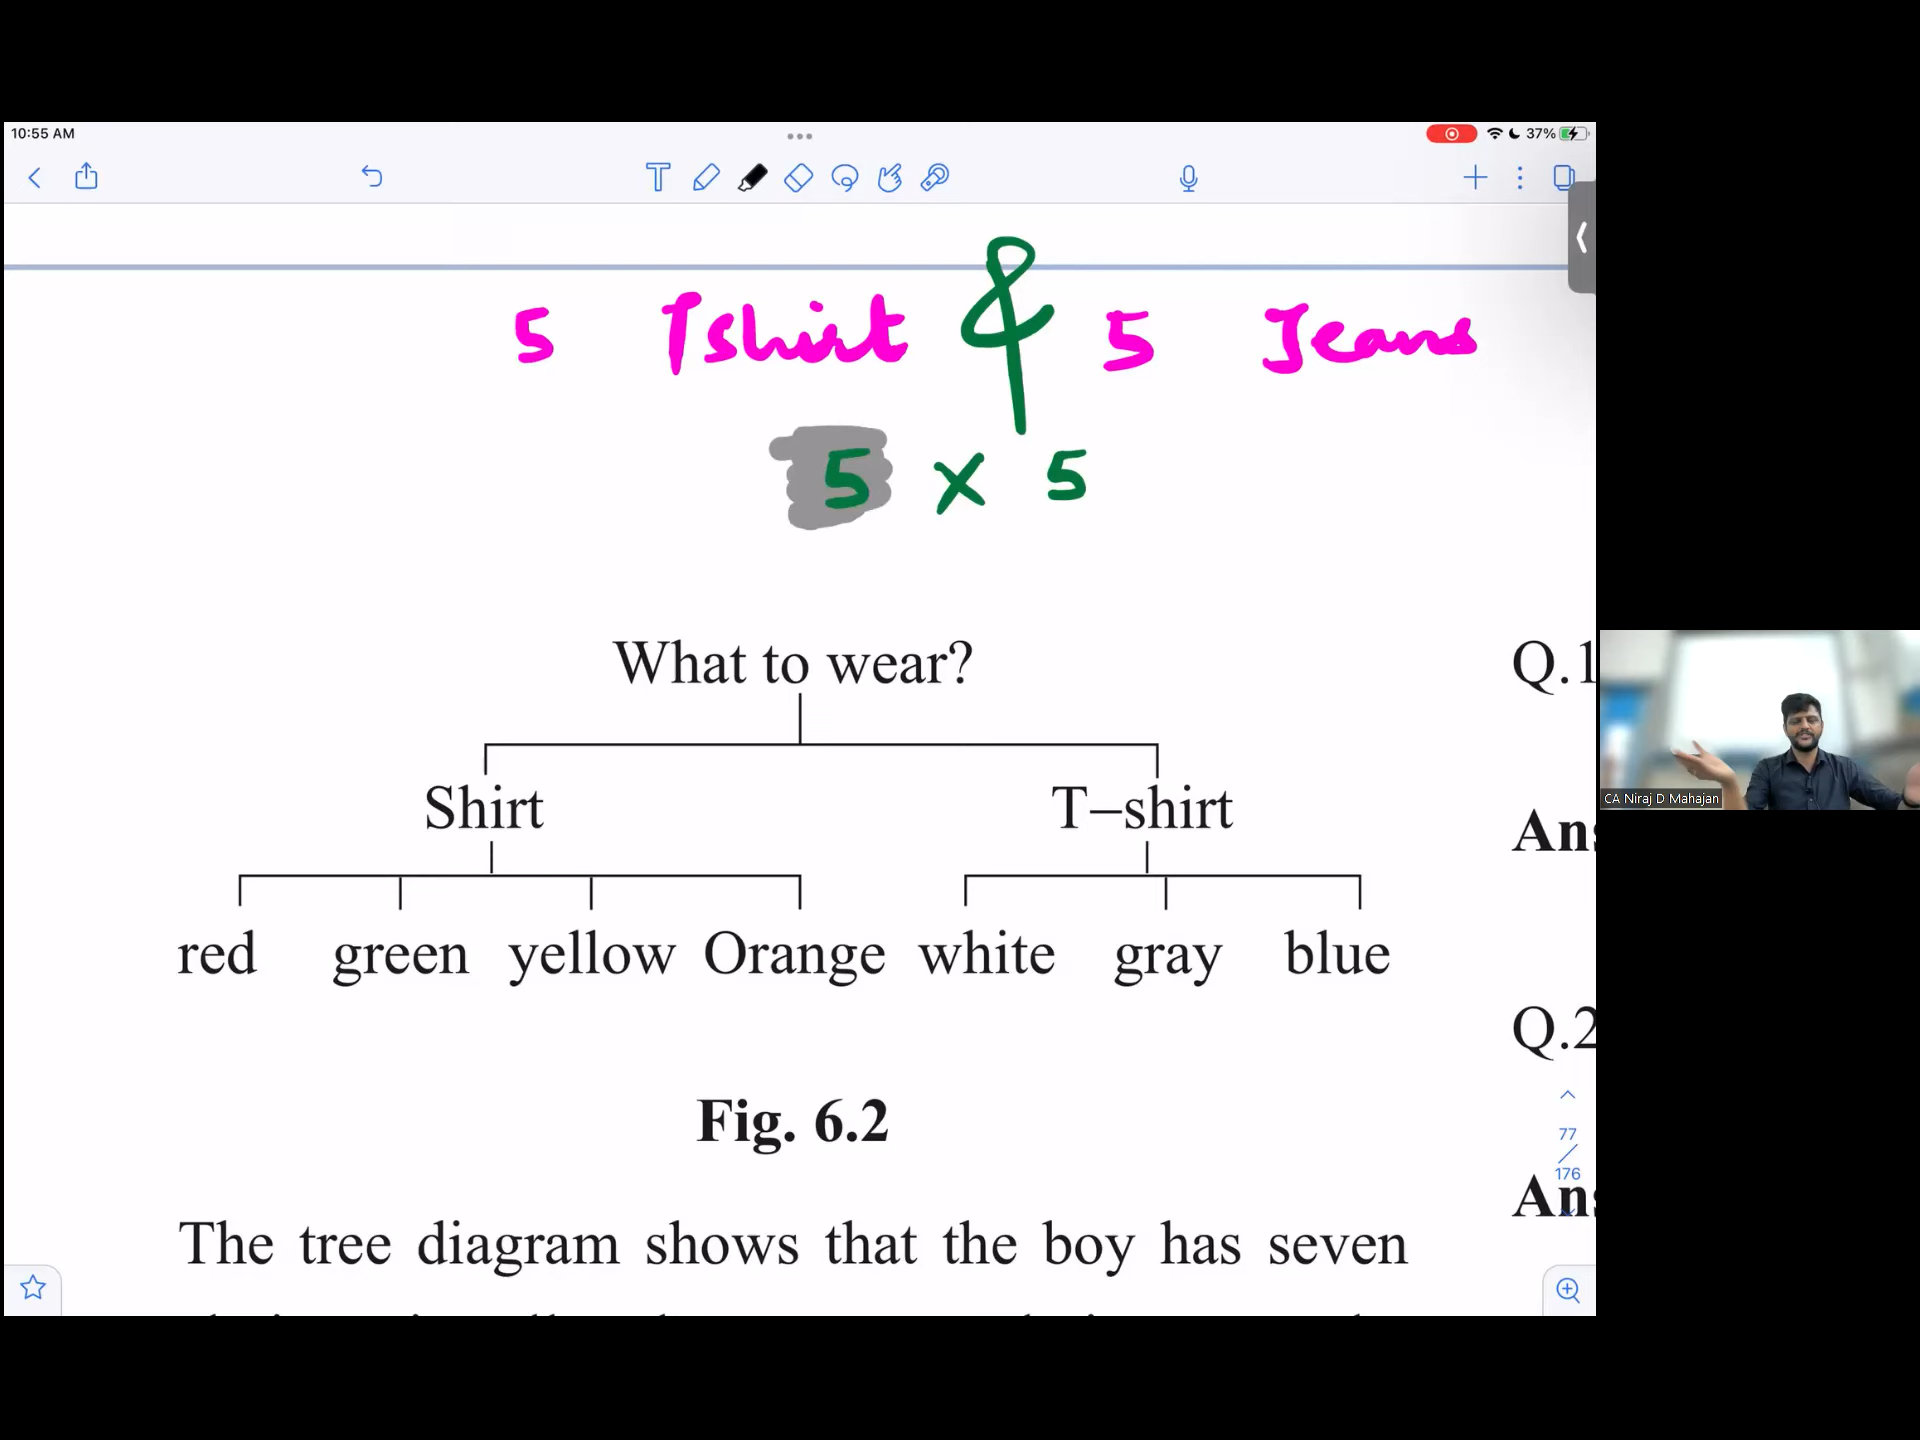 10:55 AM
37%
5 Tshirt & 5 Jeans
5 x 5
What to wear?
Q.1
Shirt
T–shirt
CA Niraj D Mahajan
Ans
red green yellow Orange white gray blue
Q.2
Fig. 6.2
77
176
Ans
The tree diagram shows that the boy has seven